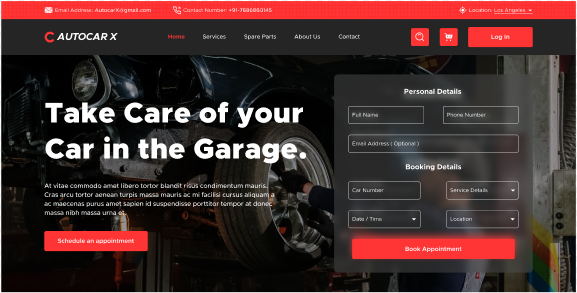 Email Address: AutocarX@gmail.com
Contact Number: +91-7686860145
Location: Los Angeles
AUTOCAR X
Home
Services
Spare Parts
About Us
Contact
Log in
Take Care of your
Car in the Garage.
At vitae commodo amet libero tortor blandit risus condimentum mauris.
Cras arcu tortor aenean turpis massa mauris ac mi facilisi cursus aliquam a
ac maecenas purus amet sapien id suspendisse porttitor tempor at donec
massa nibh massa urna et.
Schedule an appointment
Personal Details
Full Name
Phone Number
Email Address ( Optional )
Booking Details
Car Number
Service Details
Date / Time
Location
Book Appointment